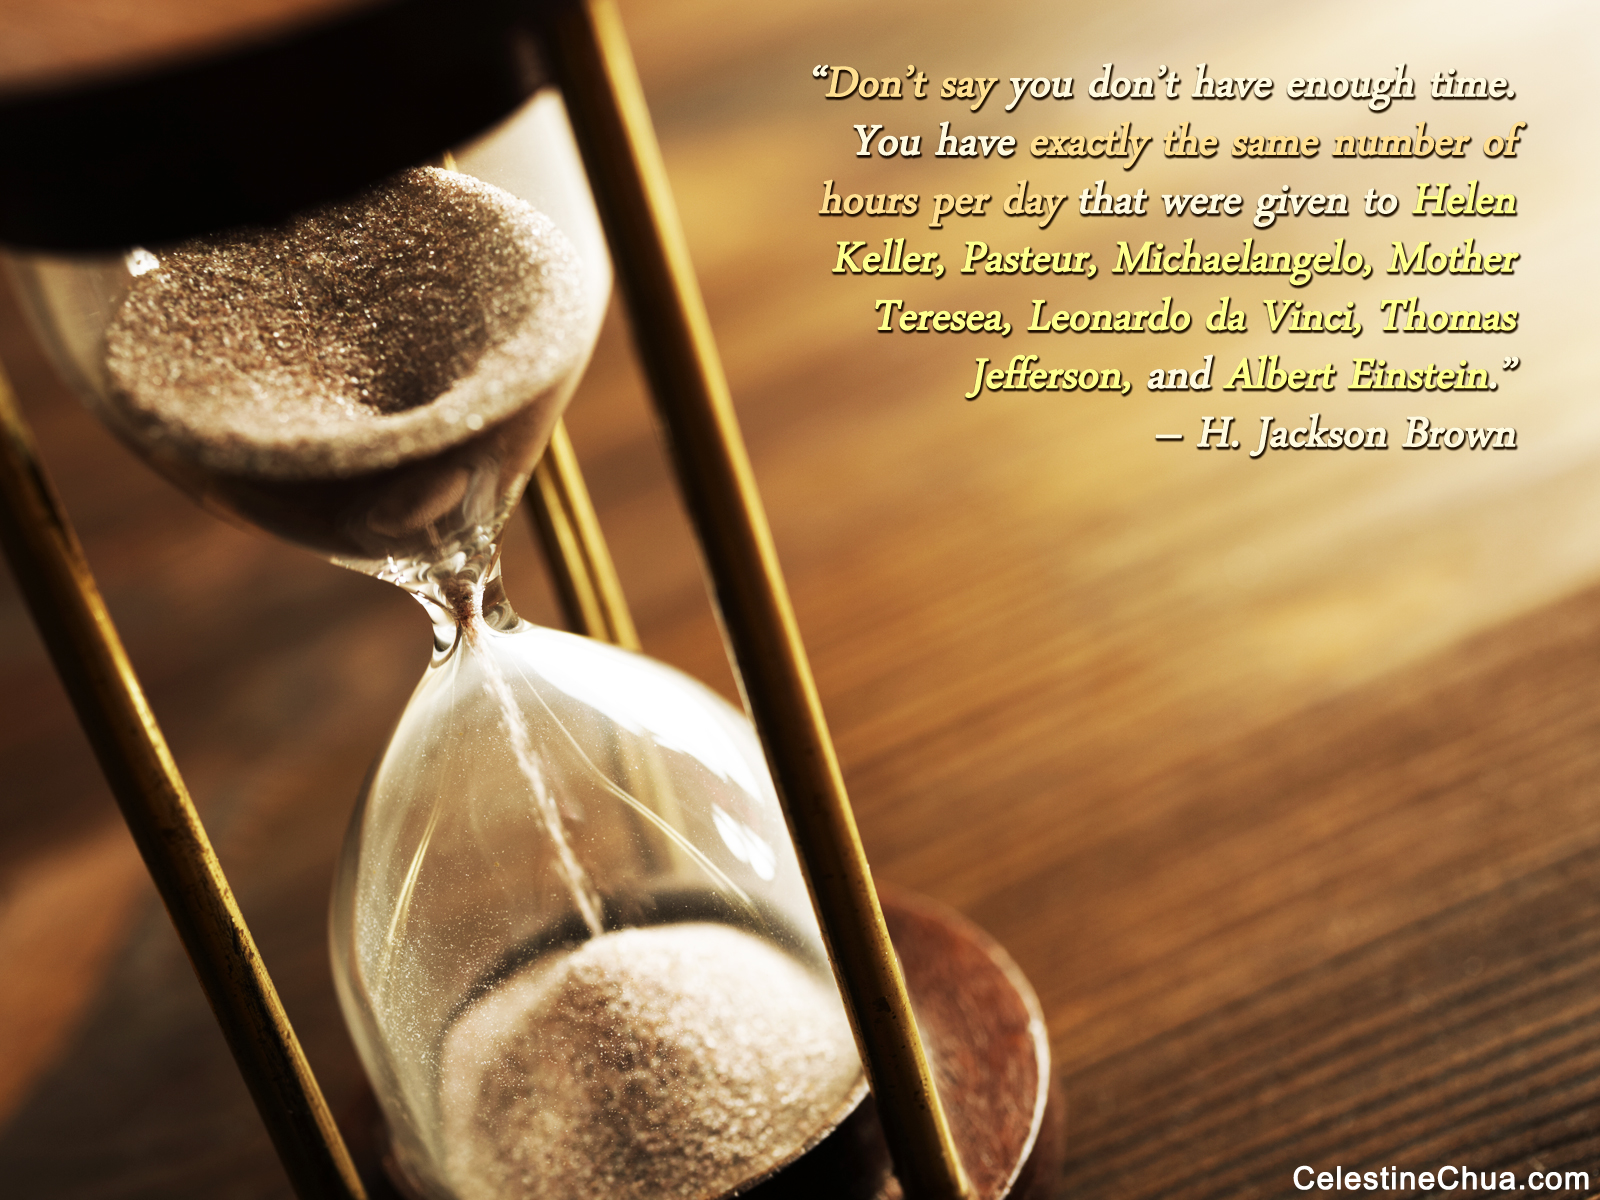 “Don’t say you don’t have enough time.
You have exactly the same number of
hours per day that were given to Helen
Keller, Pasteur, Michaelangelo, Mother
Teresea, Leonardo da Vinci, Thomas
Jefferson, and Albert Einstein.”
– H. Jackson Brown
CelestineChua.com